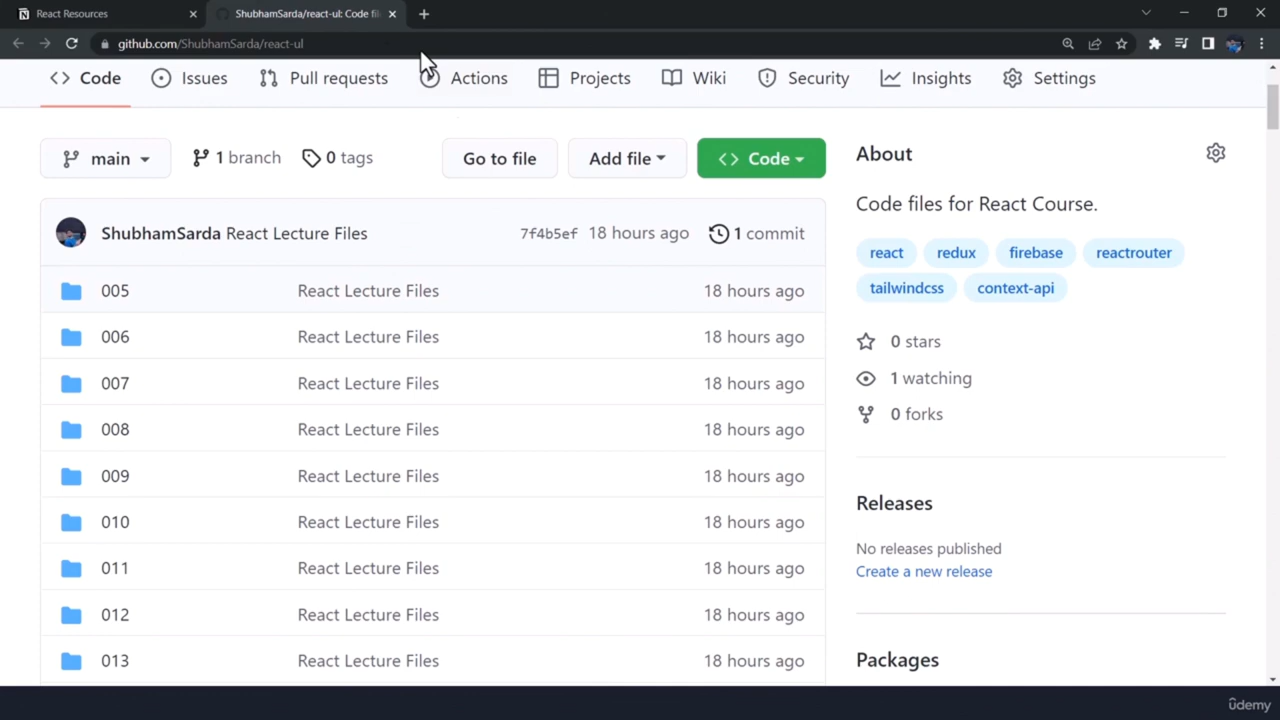 React Resources
ShubhamSarda/react-ul: Code fil
github.com/ShubhamSarda/react-ul
Code Issues Pull requests Actions Projects Wiki Security Insights Settings
main 1 branch 0 tags Go to file Add file Code
ShubhamSarda React Lecture Files 7f4b5ef 18 hours ago 1 commit
005 React Lecture Files 18 hours ago
006 React Lecture Files 18 hours ago
007 React Lecture Files 18 hours ago
008 React Lecture Files 18 hours ago
009 React Lecture Files 18 hours ago
010 React Lecture Files 18 hours ago
011 React Lecture Files 18 hours ago
012 React Lecture Files 18 hours ago
013 React Lecture Files 18 hours ago
About
Code files for React Course.
react redux firebase reactrouter
tailwindcss context-api
0 stars
1 watching
0 forks
Releases
No releases published
Create a new release
Packages
ûdemy